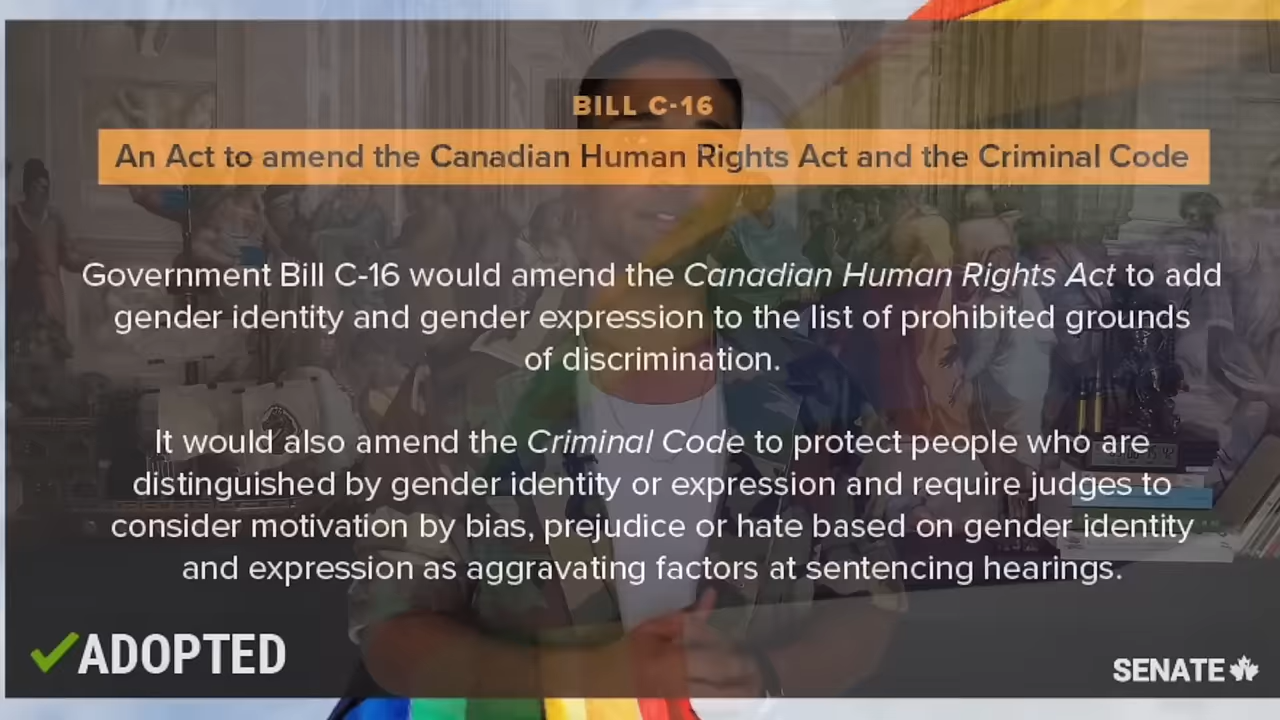 BILL C-16
An Act to amend the Canadian Human Rights Act and the Criminal Code
Government Bill C-16 would amend the Canadian Human Rights Act to add
gender identity and gender expression to the list of prohibited grounds
of discrimination.
It would also amend the Criminal Code to protect people who are
distinguished by gender identity or expression and require judges to
consider motivation by bias, prejudice or hate based on gender identity
and expression as aggravating factors at sentencing hearings.
ADOPTED
SENATE